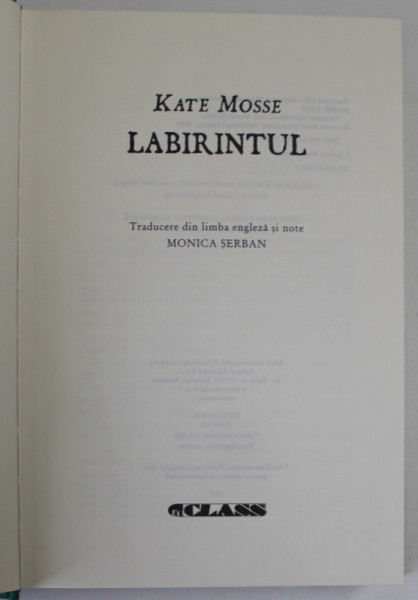 KATE MOSSE
LABIRINTUL
Traducere din limba engleză și note
MONICA ȘERBAN
CLASS